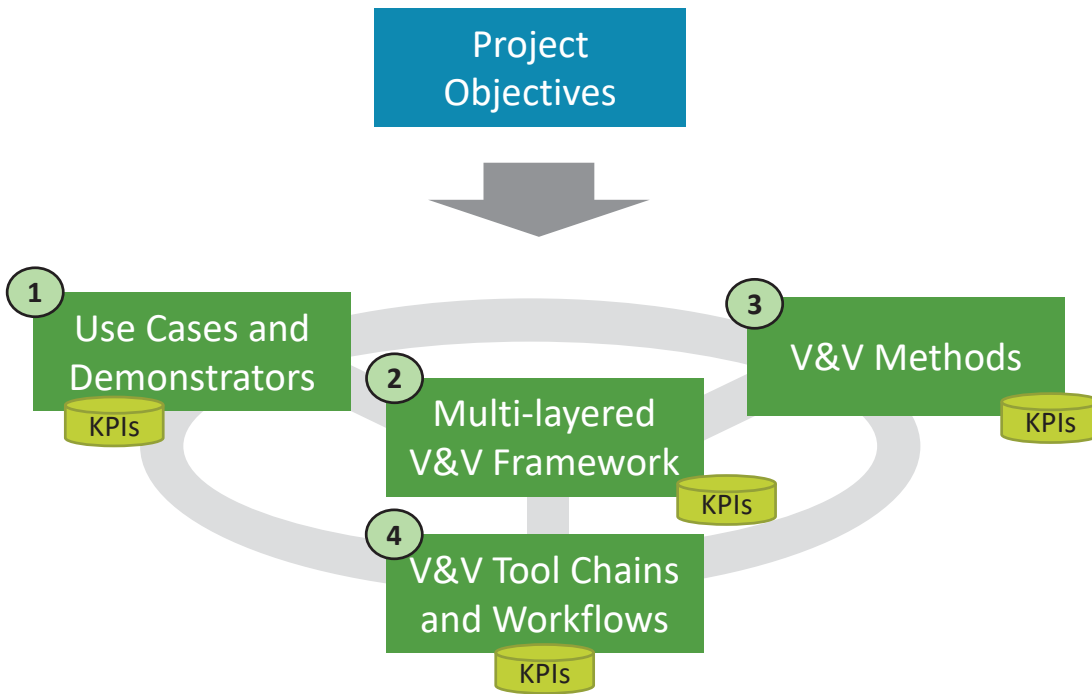 Project
Objectives
1
Use Cases and
Demonstrators
KPIs
2
Multi-layered
V&V Framework
KPIs
3
V&V Methods
KPIs
4
V&V Tool Chains
and Workflows
KPIs